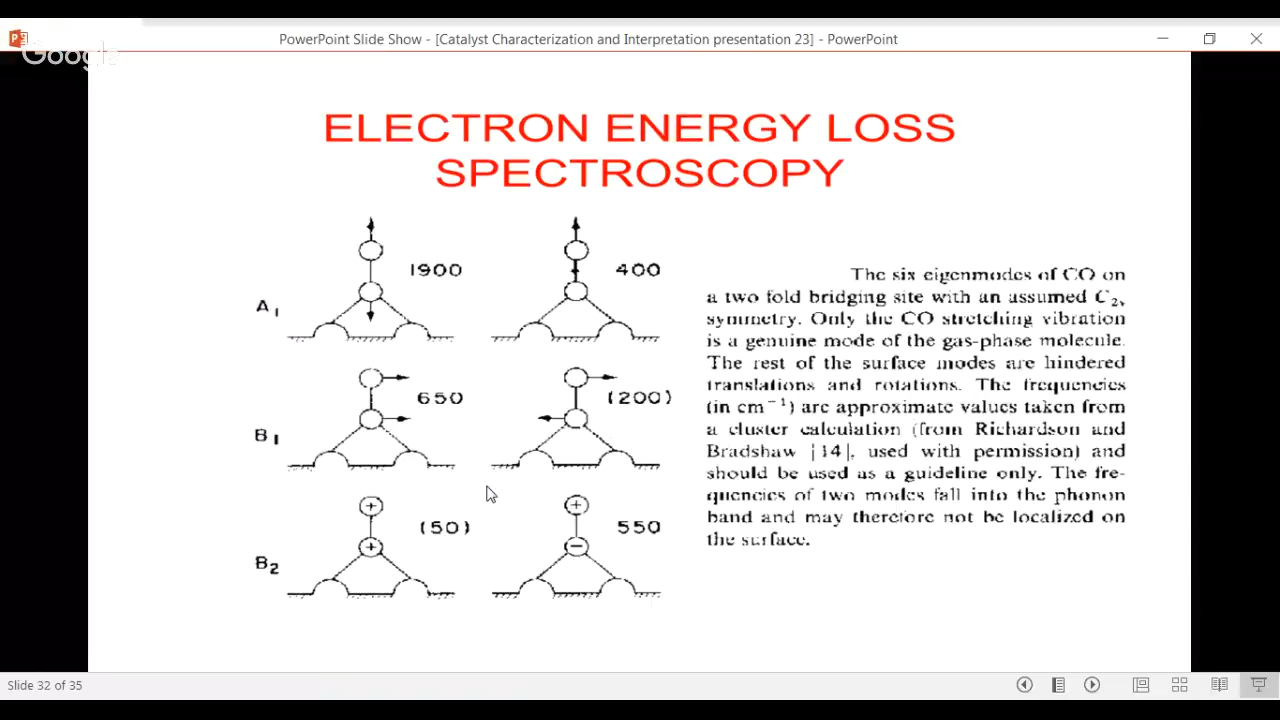 PowerPoint Slide Show - [Catalyst Characterization and Interpretation presentation 23] - PowerPoint
Google
ELECTRON ENERGY LOSS
SPECTROSCOPY
A1 1900 400
B1 650 (200)
B2 (50) 550
The six eigenmodes of CO on
a two fold bridging site with an assumed C2v
symmetry. Only the CO stretching vibration
is a genuine mode of the gas-phase molecule.
The rest of the surface modes are hindered
translations and rotations. The frequencies
(in cm−1) are approximate values taken from
a cluster calculation (from Richardson and
Bradshaw [14], used with permission) and
should be used as a guideline only. The fre-
quencies of two modes fall into the phonon
band and may therefore not be localized on
the surface.
Slide 32 of 35